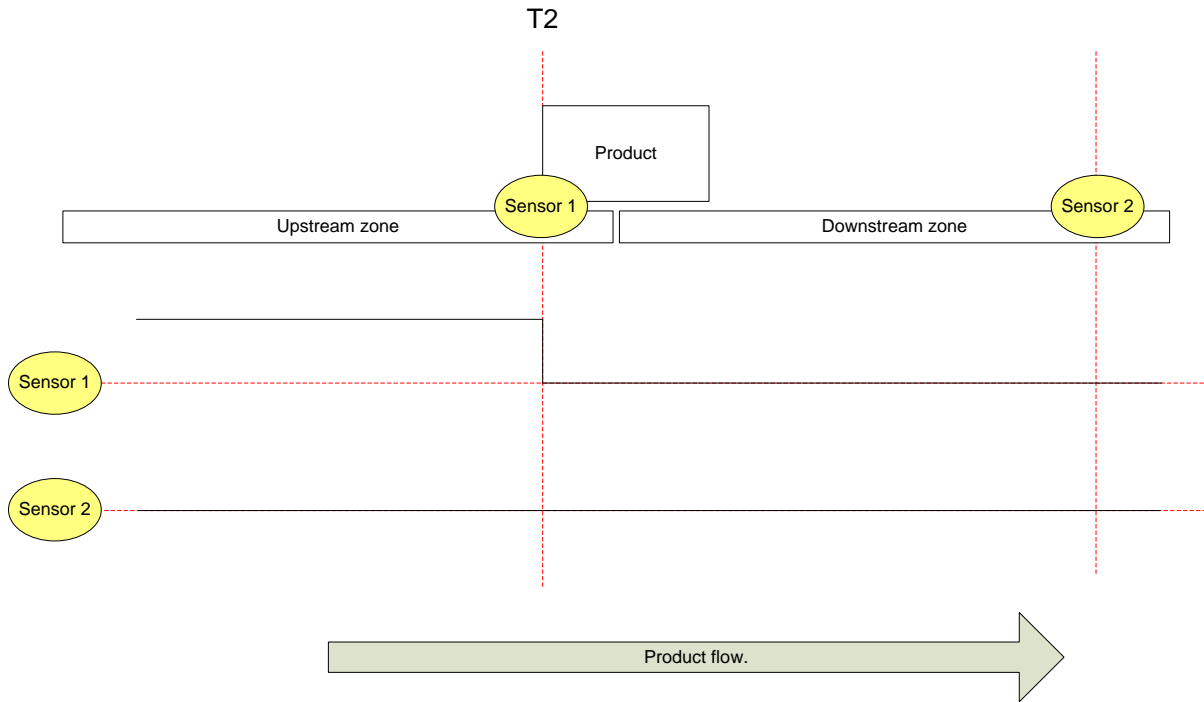 T2
Product
Sensor 1
Sensor 2
Upstream zone
Downstream zone
Sensor 1
Sensor 2
Product flow.